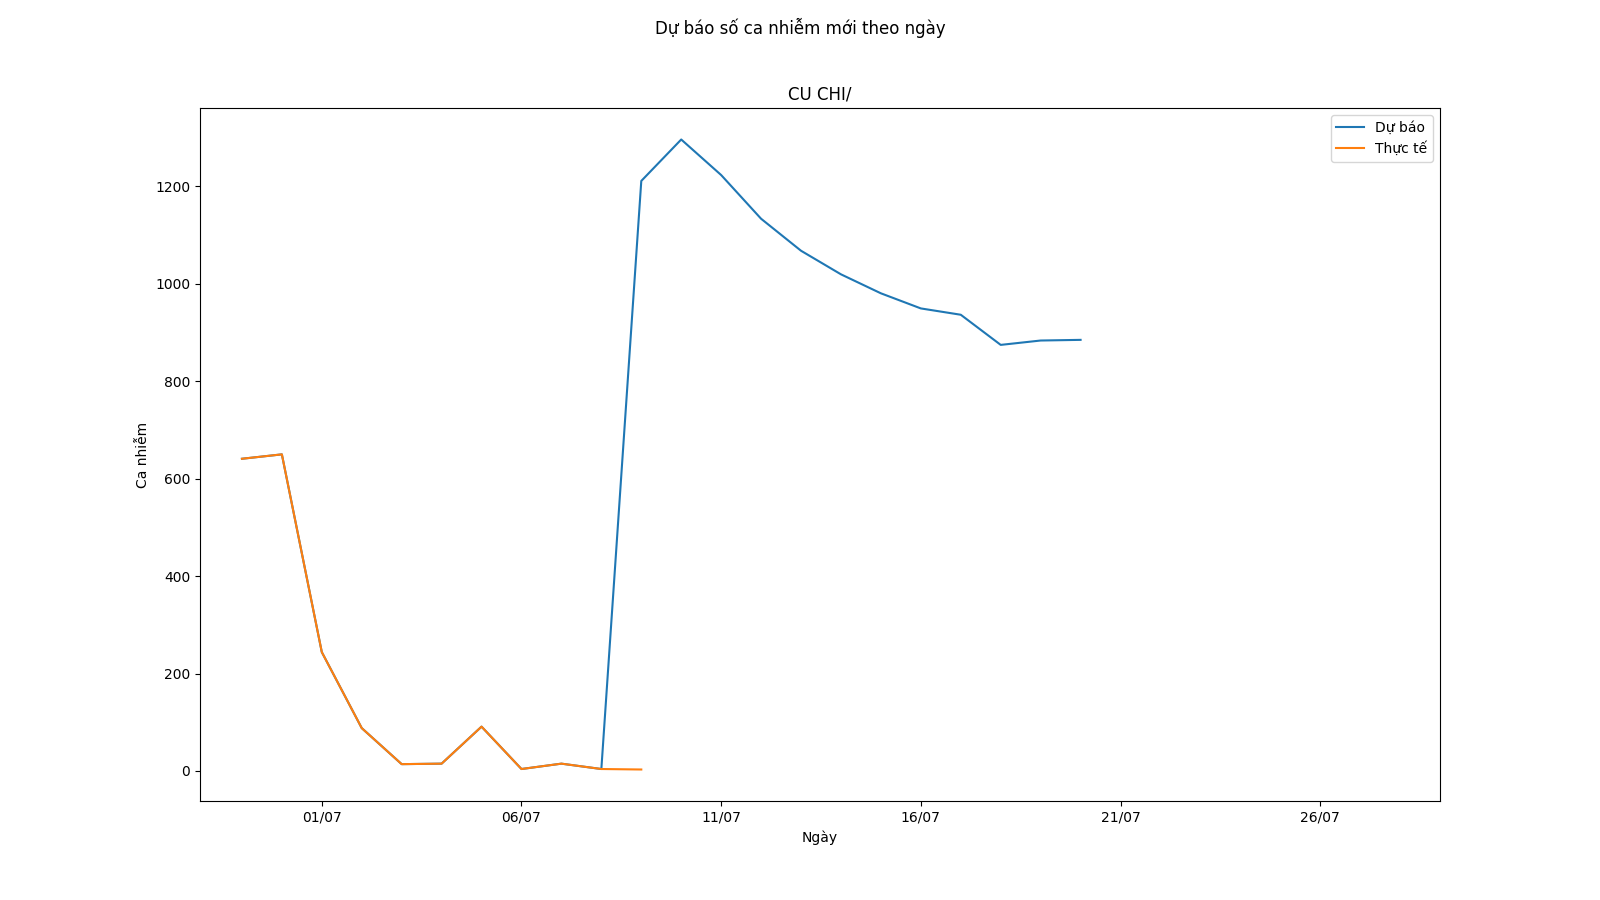 Dự báo số ca nhiễm mới theo ngày
CU CHI/
Dự báo
Thực tế
1200
1000
800
600
400
200
0
Ca nhiễm
01/07
06/07
11/07
16/07
21/07
26/07
Ngày